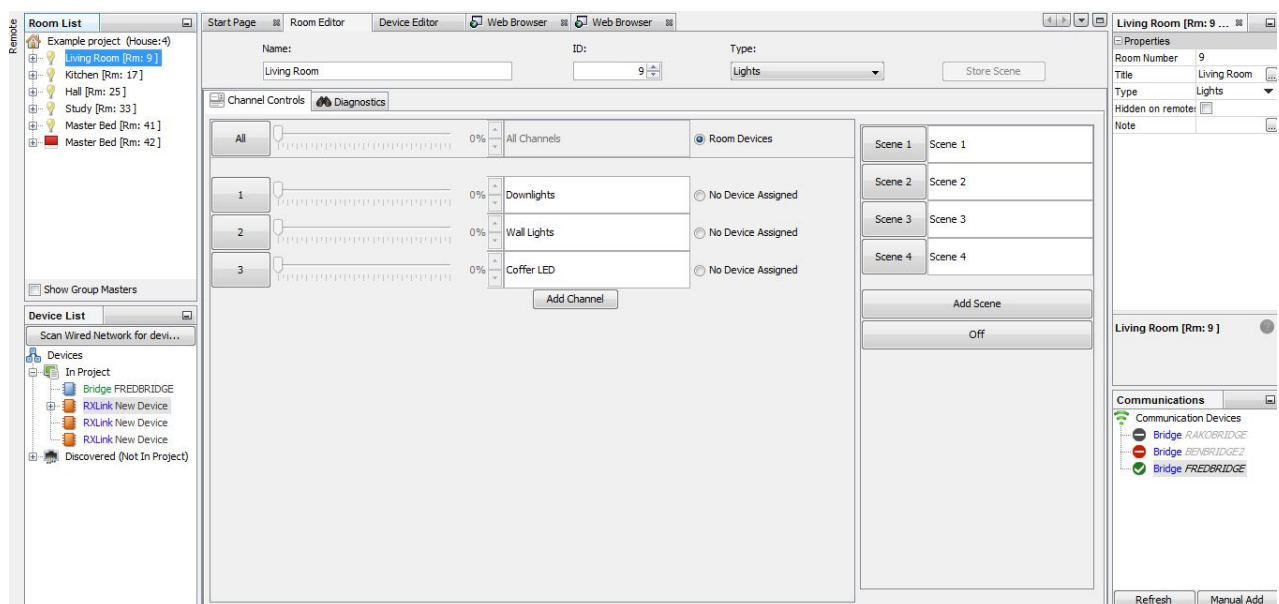 Remote
Room List
Example project (House:4)
Living Room [Rm: 9 ]
Kitchen [Rm: 17]
Hall [Rm: 25 ]
Study [Rm: 33 ]
Master Bed [Rm: 41 ]
Master Bed [Rm: 42 ]
Show Group Masters
Device List
Scan Wired Network for devi...
Devices
In Project
Bridge FREDBRIDGE
RXLink New Device
RXLink New Device
RXLink New Device
Discovered (Not In Project)
Start Page Room Editor Device Editor Web Browser Web Browser
Name: ID: Type:
Living Room 9 Lights Store Scene
Channel Controls Diagnostics
All 0% All Channels Room Devices
1 0% Downlights No Device Assigned
2 0% Wall Lights No Device Assigned
3 0% Coffer LED No Device Assigned
Add Channel
Scene 1 Scene 1
Scene 2 Scene 2
Scene 3 Scene 3
Scene 4 Scene 4
Add Scene
Off
Living Room [Rm: 9 ...
Properties
Room Number 9
Title Living Room ...
Type Lights
Hidden on remote:
Note ...
Living Room [Rm: 9 ]
Communications
Communication Devices
Bridge RAKOBRIDGE
Bridge BENBRIDGE2
Bridge FREDBRIDGE
Refresh Manual Add